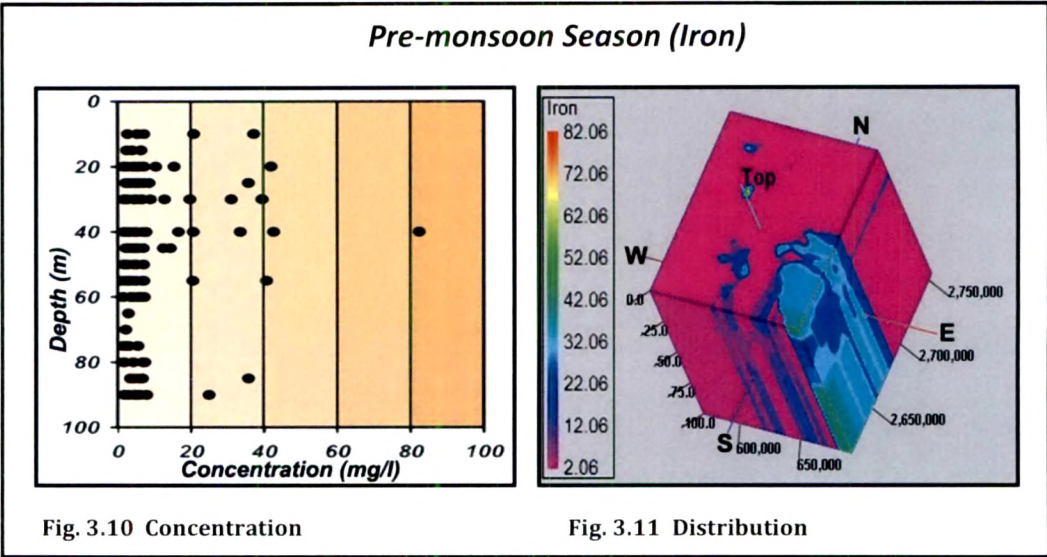 Pre-monsoon Season (Iron)
0
20
40
60
80
100
Depth (m)
0 20 40 60 80 100
Concentration (mg/l)
Iron
82.06
72.06
62.06
52.06
42.06
32.06
22.06
12.06
2.06
N
Top
W
0.0
.25.0
.50.0
.75.0
.100.0
S
600,000
650,000
2,650,000
2,700,000
E
2,750,000
Fig. 3.10 Concentration
Fig. 3.11 Distribution